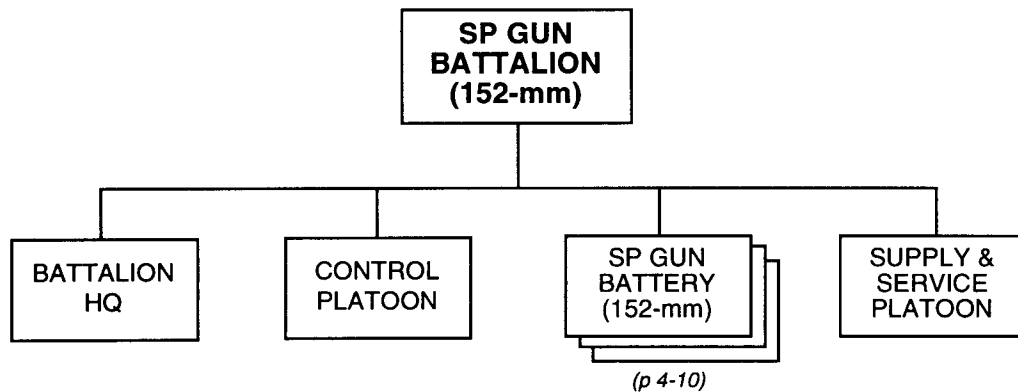 SP GUN
BATTALION
(152-mm)
BATTALION
HQ
CONTROL
PLATOON
SP GUN
BATTERY
(152-mm)
(p 4-10)
SUPPLY &
SERVICE
PLATOON